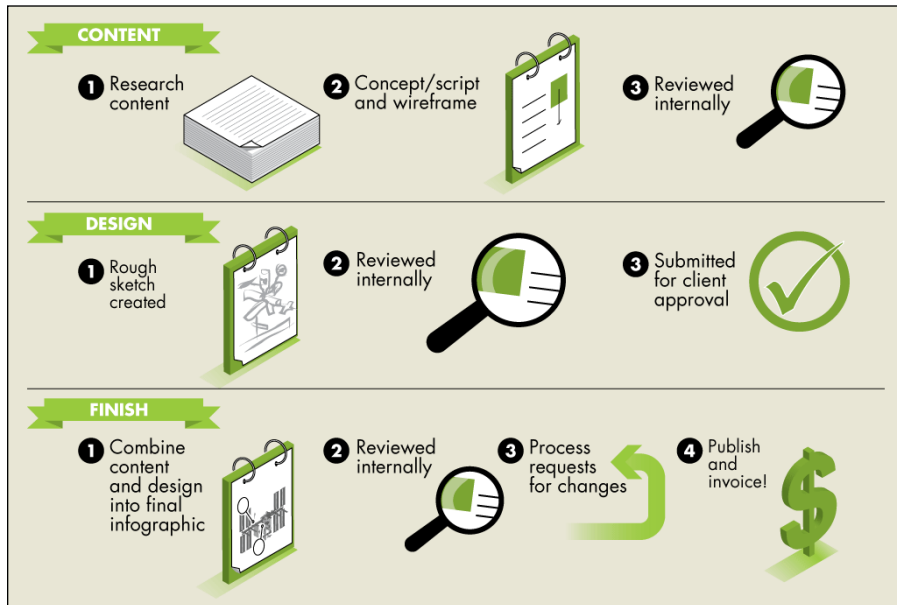 CONTENT
1 Research
content
2 Concept/script
and wireframe
3 Reviewed
internally
DESIGN
1 Rough
sketch
created
2 Reviewed
internally
3 Submitted
for client
approval
FINISH
1 Combine
content
and design
into final
infographic
2 Reviewed
internally
3 Process
requests
for changes
4 Publish
and
invoice!
$